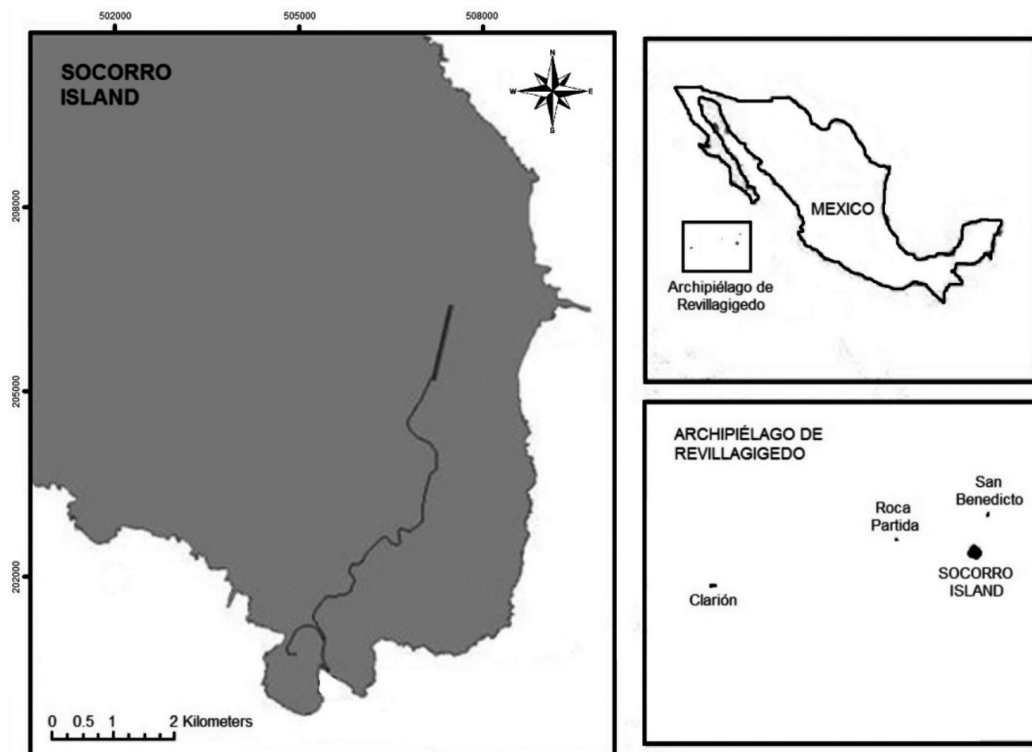 502000 505000 508000
SOCORRO
ISLAND
N
W E
S
208000
205000
202000
0 0.5 1 2 Kilometers
MEXICO
Archipiélago de
Revillagigedo
ARCHIPIÉLAGO DE
REVILLAGIGEDO
San
Benedicto
Roca
Partida
SOCORRO
ISLAND
Clarión